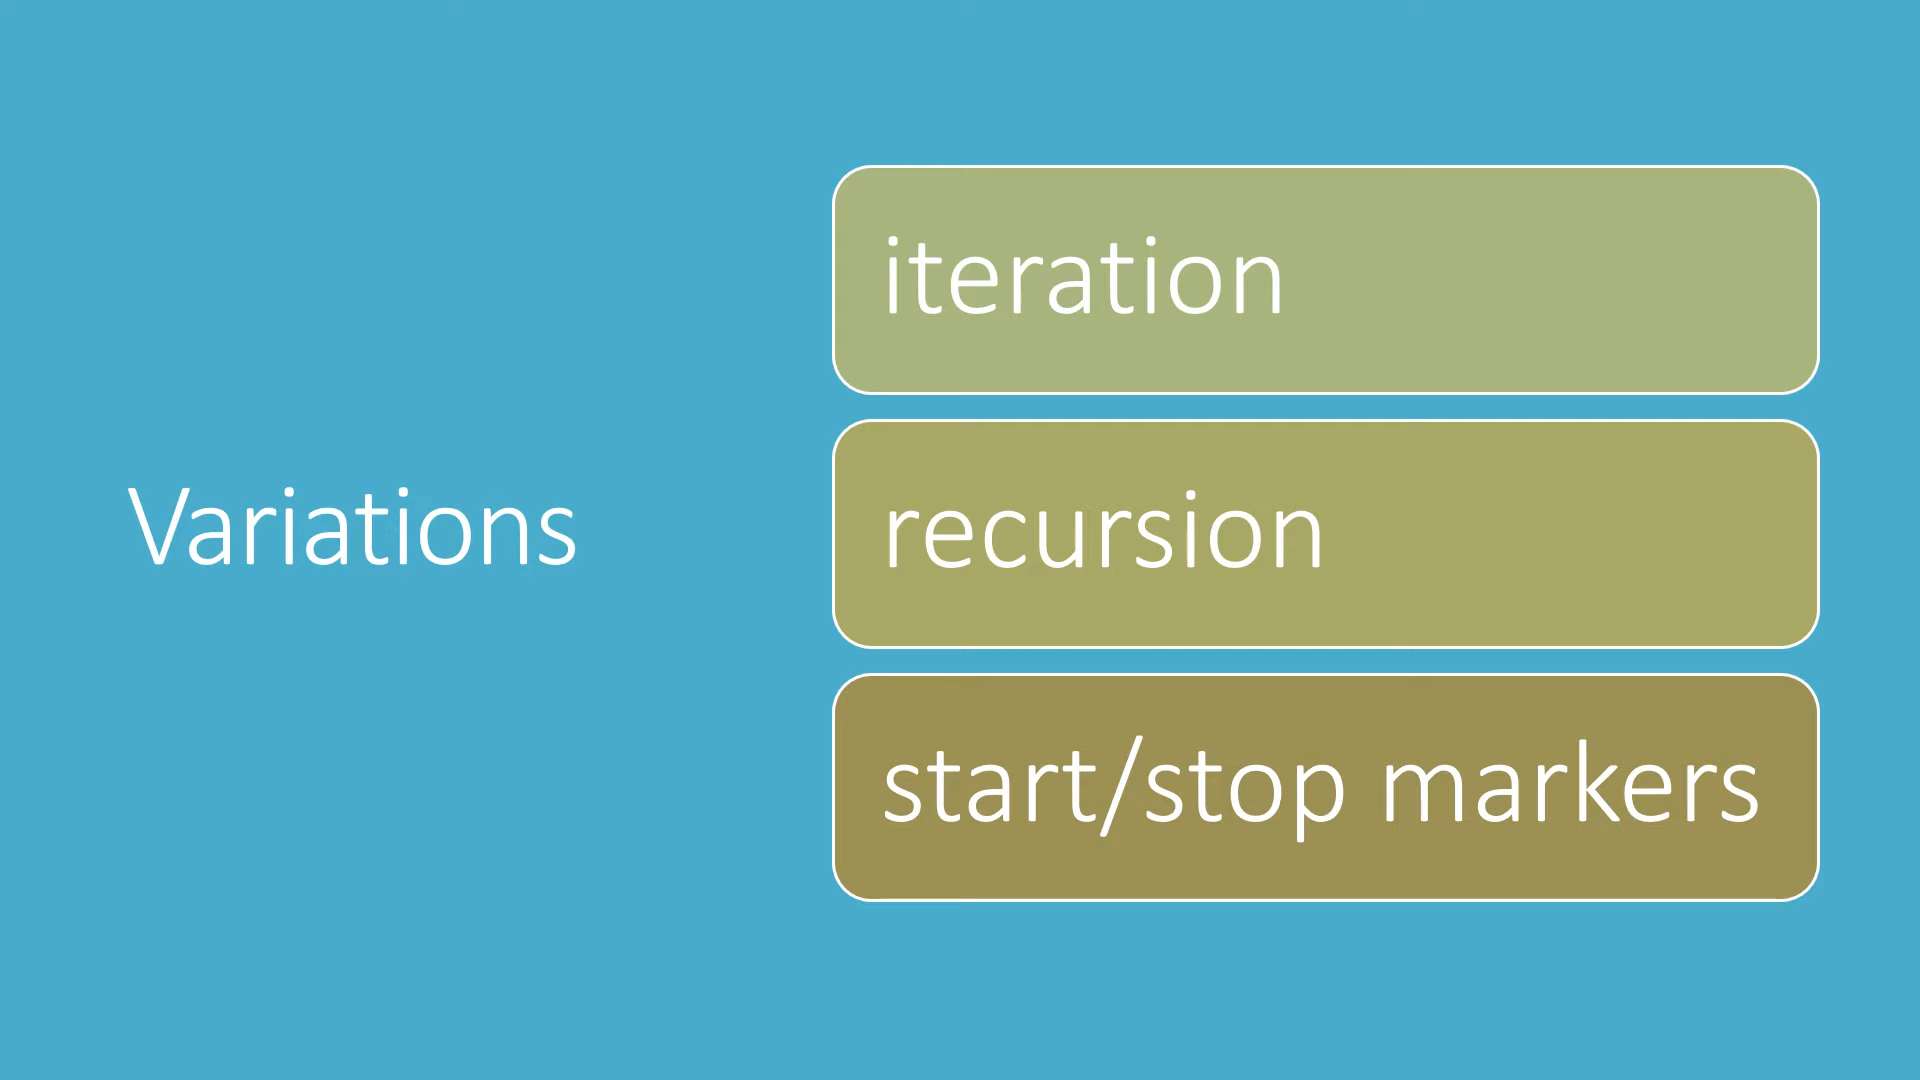 Variations
iteration
recursion
start/stop markers